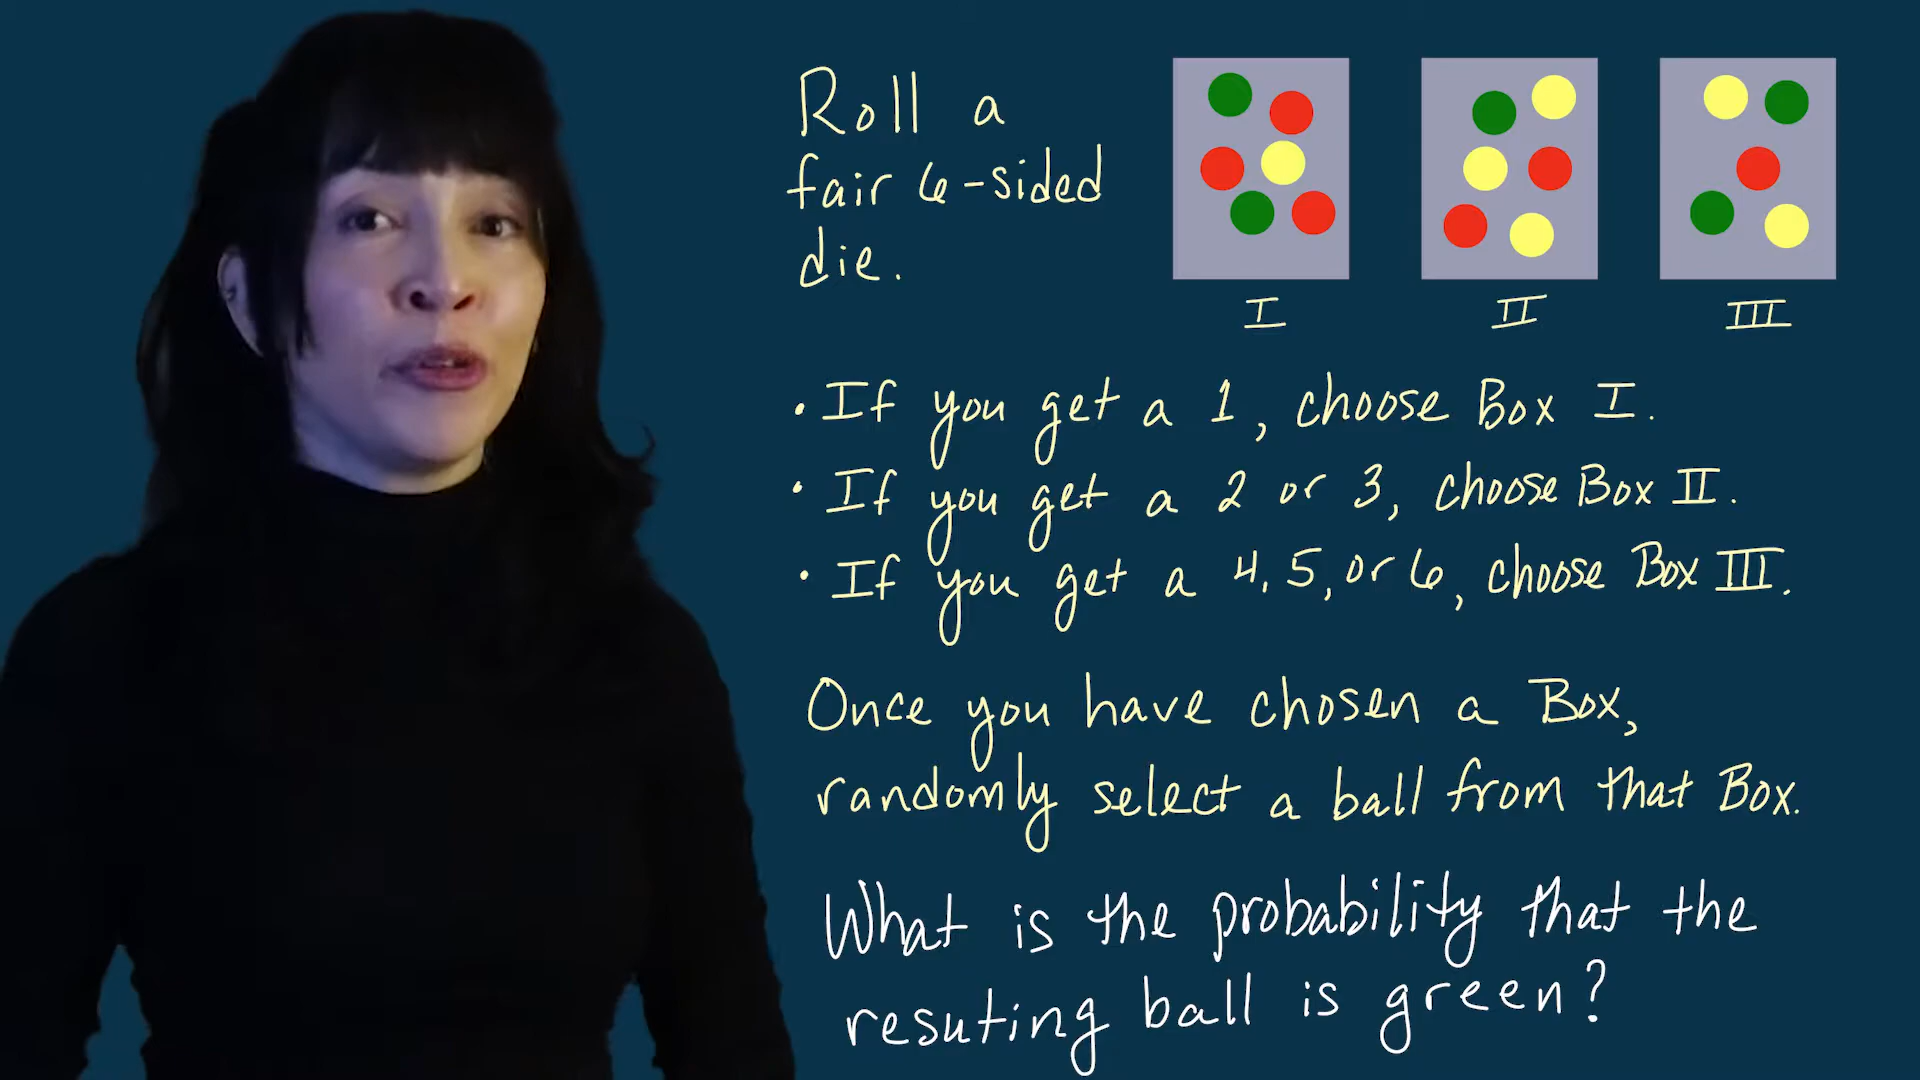 Roll a
fair 6-sided
die.
I
II
III
• If you get a 1, choose Box I.
• If you get a 2 or 3, choose Box II.
• If you get a 4, 5, or 6, choose Box III.
Once you have chosen a Box,
randomly select a ball from that Box.
What is the probability that the
resuting ball is green?